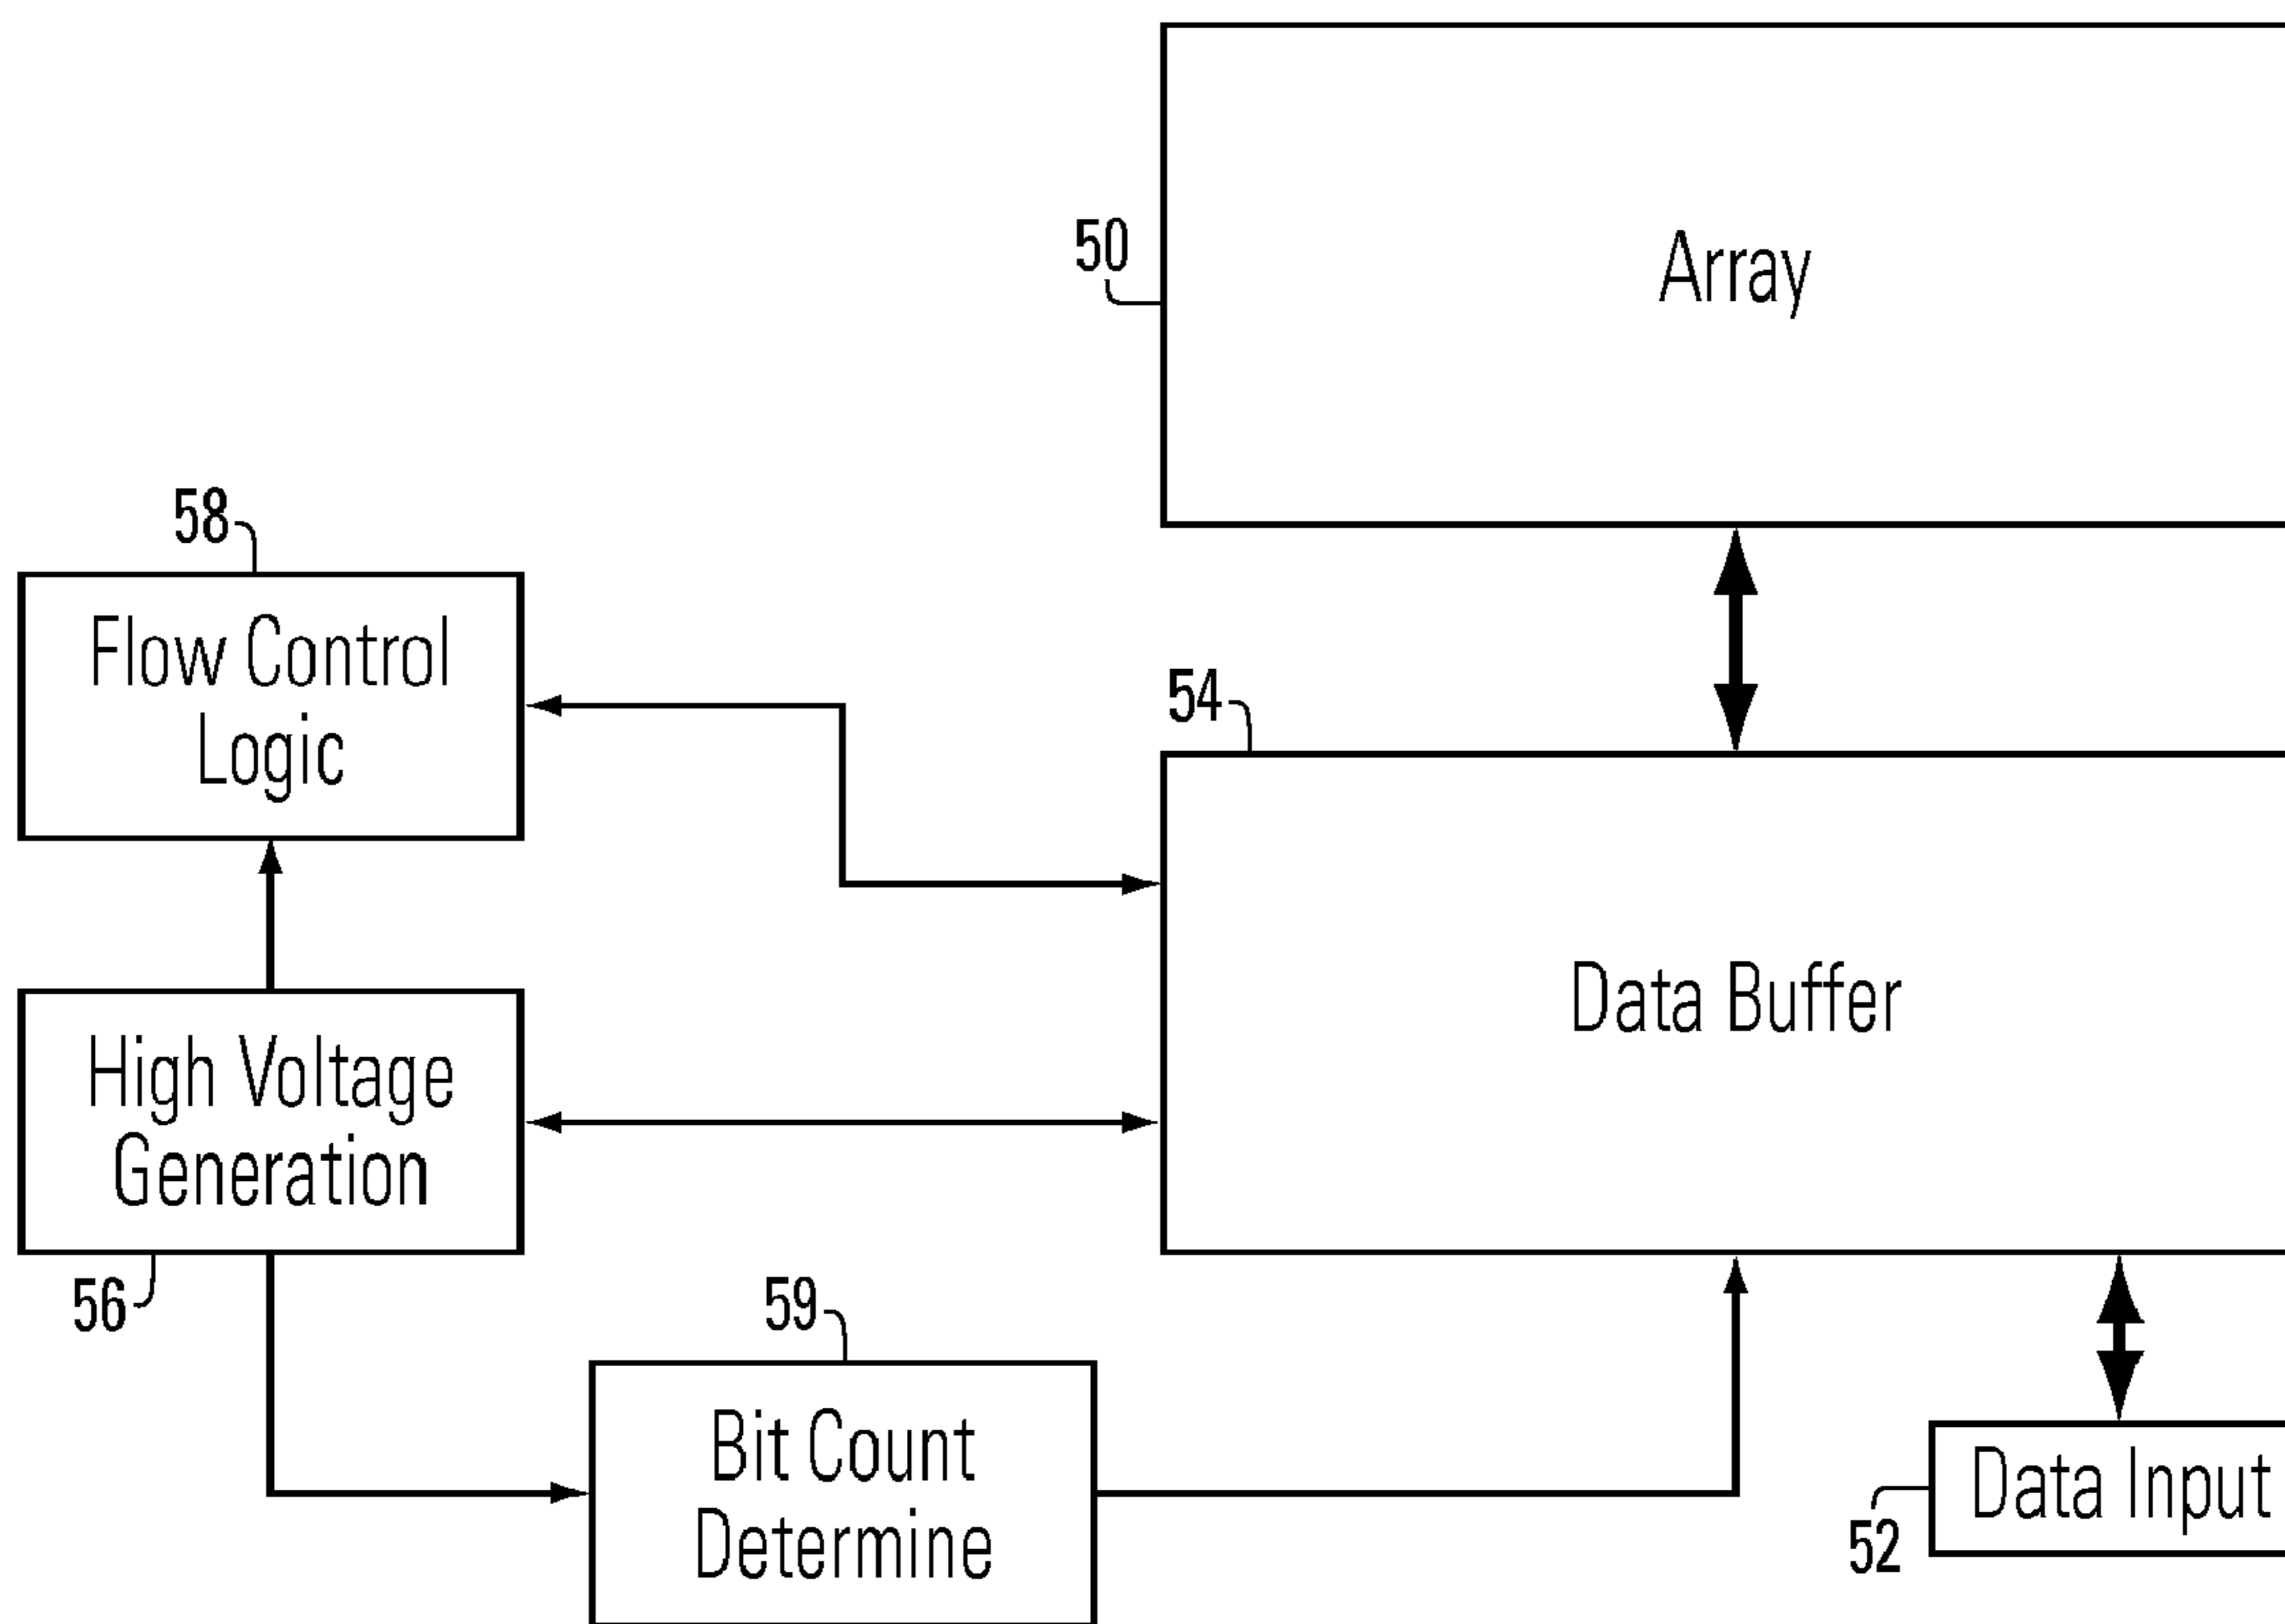 50
Array
58
Flow Control
Logic
54
Data Buffer
High Voltage
Generation
56
59
Bit Count
Determine
Data Input
52